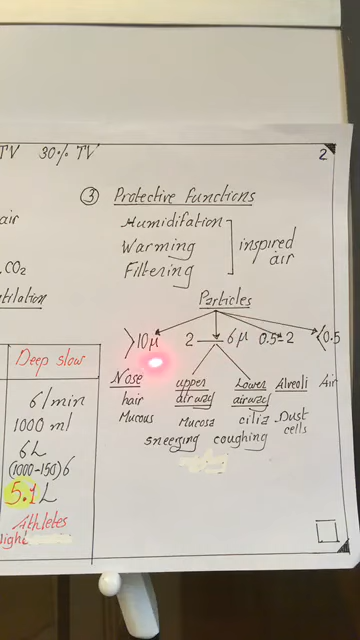 TV 30% TV
2
③ Protective functions
air
Humidifation
Warming
Filtering
inspired
air
.CO₂
tilation
Particles
>10μ 2 — 6μ 0.5-2 <0.5
Deep slow
Nose upper Lower Alveoli Air
airway airway
hair Mucosa cilia Dust
Mucous sneezing coughing cells
6/min
1000 ml
6L
(1000-150)6
5.1L
Athletes